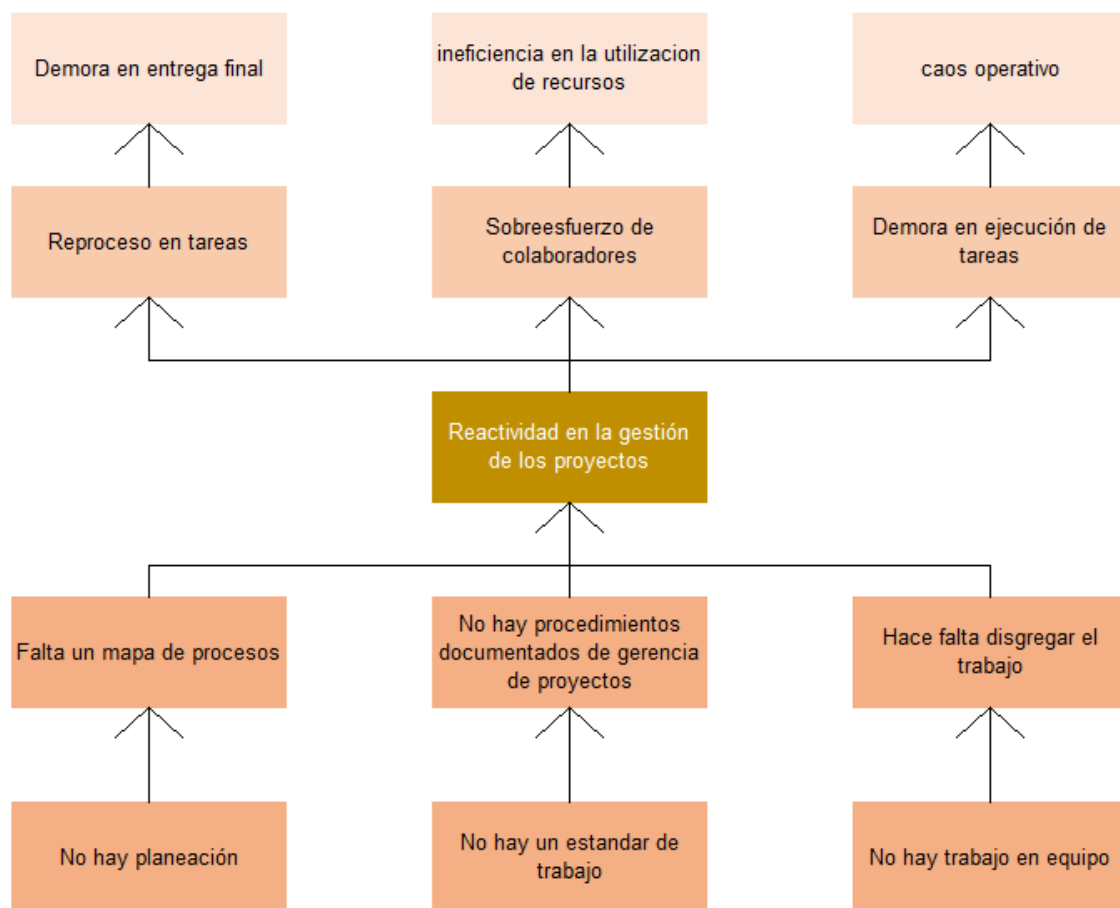 Demora en entrega final
ineficiencia en la utilizacion
de recursos
caos operativo
Reproceso en tareas
Sobreesfuerzo de
colaboradores
Demora en ejecución de
tareas
Reactividad en la gestión
de los proyectos
Falta un mapa de procesos
No hay procedimientos
documentados de gerencia
de proyectos
Hace falta disgregar el
trabajo
No hay planeación
No hay un estandar de
trabajo
No hay trabajo en equipo